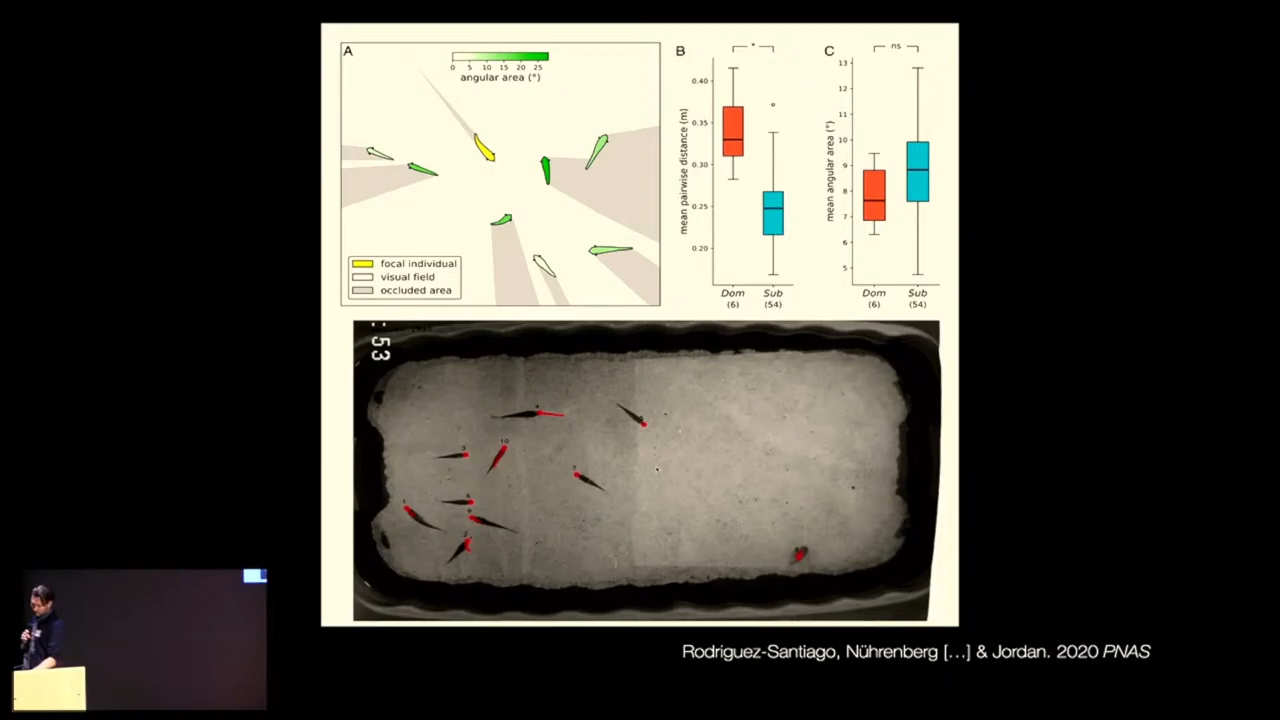 A
0 5 10 15 20 25
angular area (°)
focal individual
visual field
occluded area
B
*
mean pairwise distance (m)
0.40
0.35
0.30
0.25
0.20
Dom
(6)
Sub
(54)
C
ns
mean angular area (°)
13
12
11
10
9
8
7
6
5
Dom
(6)
Sub
(54)
53
10
Rodriguez-Santiago, Nührenberg [...] & Jordan. 2020 PNAS